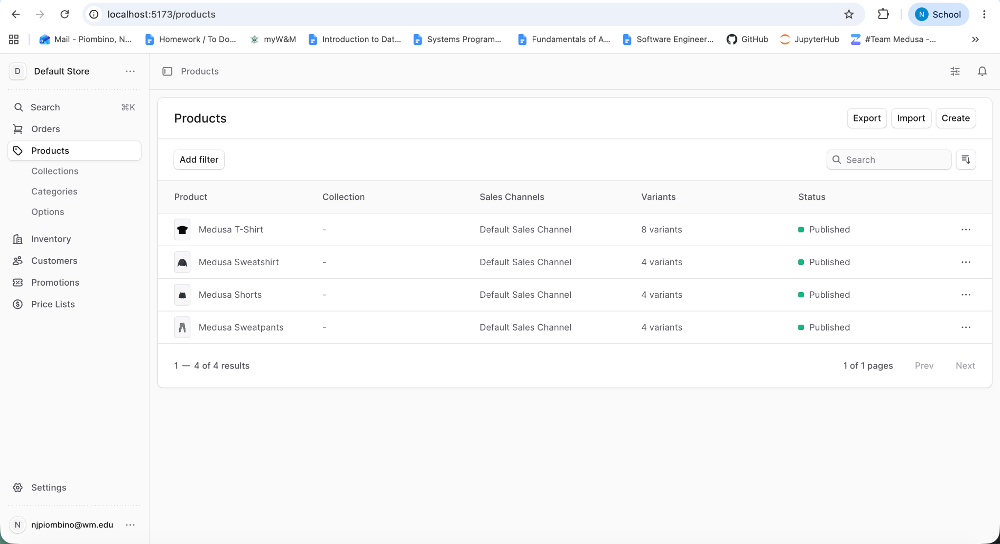 localhost:5173/products
N School
Mail - Piombino, N... Homework / To Do... myW&M Introduction to Dat... Systems Program... Fundamentals of A... Software Engineer... GitHub JupyterHub #Team Medusa -...
D Default Store
Products
Search ⌘K
Orders
Products
Collections
Categories
Options
Inventory
Customers
Promotions
Price Lists
Settings
N njpiombino@wm.edu
Products
Export Import Create
Add filter
Search
Product Collection Sales Channels Variants Status
Medusa T-Shirt - Default Sales Channel 8 variants Published
Medusa Sweatshirt - Default Sales Channel 4 variants Published
Medusa Shorts - Default Sales Channel 4 variants Published
Medusa Sweatpants - Default Sales Channel 4 variants Published
1 — 4 of 4 results
1 of 1 pages Prev Next